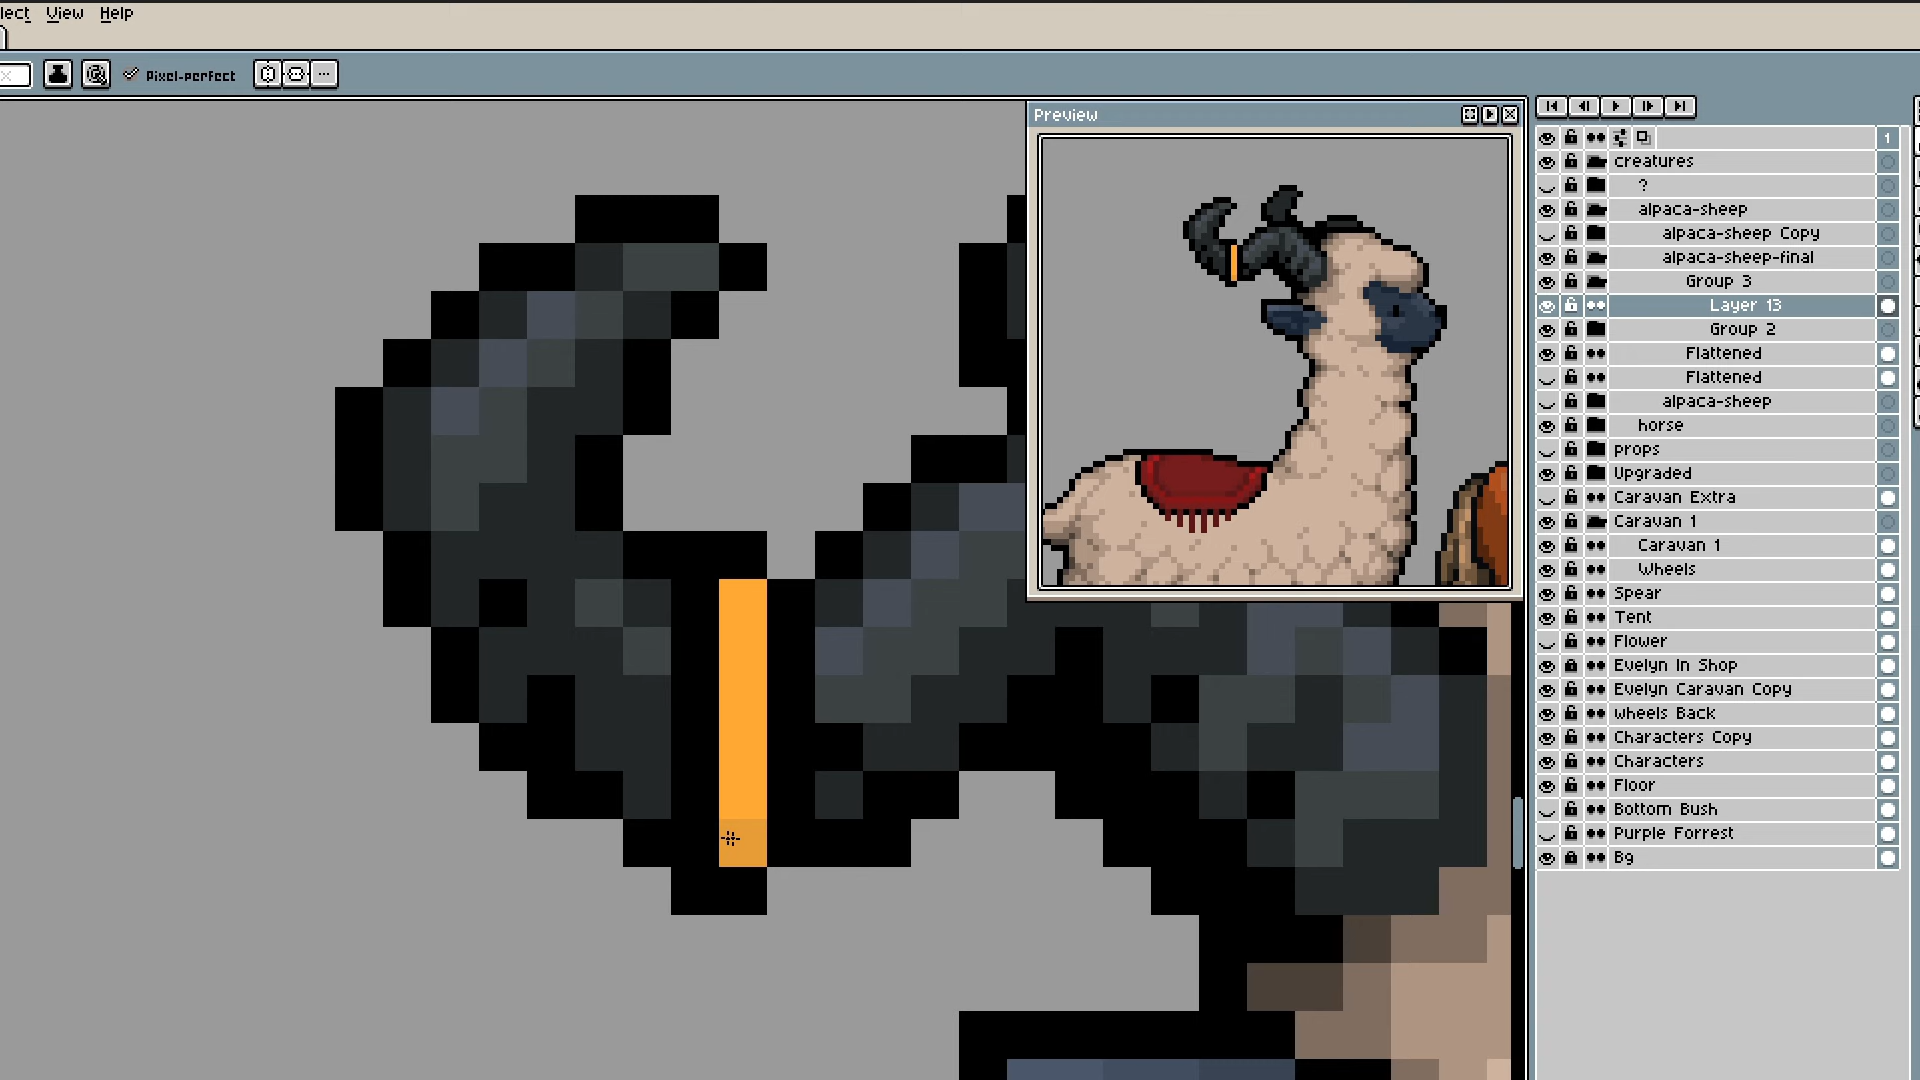 lect View Help
Pixel-perfect
Preview
1
creatures
?
alpaca-sheep
alpaca-sheep Copy
alpaca-sheep-final
Group 3
Layer 13
Group 2
Flattened
Flattened
alpaca-sheep
horse
props
Upgraded
Caravan Extra
Caravan 1
Caravan 1
Wheels
Spear
Tent
Flower
Evelyn In Shop
Evelyn Caravan Copy
wheels Back
Characters Copy
Characters
Floor
Bottom Bush
Purple Forrest
Bg